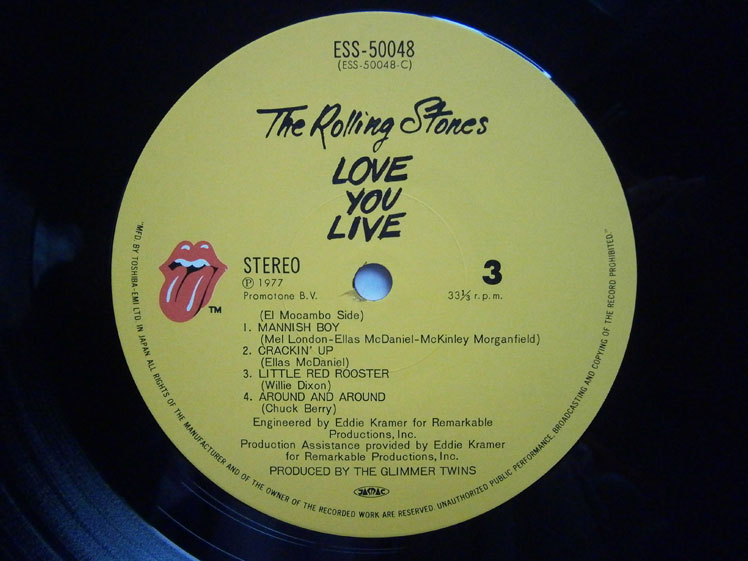 ESS-50048
(ESS-50048-C)
The Rolling Stones
LOVE
YOU
LIVE
STEREO
Ⓟ 1977
Promotone B.V.
3
33⅓ r.p.m.
TM
(El Mocambo Side)
1. MANNISH BOY
(Mel London-Ellas McDaniel-McKinley Morganfield)
2. CRACKIN' UP
(Ellas McDaniel)
3. LITTLE RED ROOSTER
(Willie Dixon)
4. AROUND AND AROUND
(Chuck Berry)
Engineered by Eddie Kramer for Remarkable
Productions, Inc.
Production Assistance provided by Eddie Kramer
for Remarkable Productions, Inc.
PRODUCED BY THE GLIMMER TWINS
JASRAC
"MFD. BY TOSHIBA-EMI LTD. IN JAPAN ALL RIGHTS OF THE MANUFACTURER AND OF THE OWNER OF THE RECORDED WORK ARE RESERVED. UNAUTHORIZED PUBLIC PERFORMANCE, BROADCASTING AND COPYING OF THE RECORD PROHIBITED."